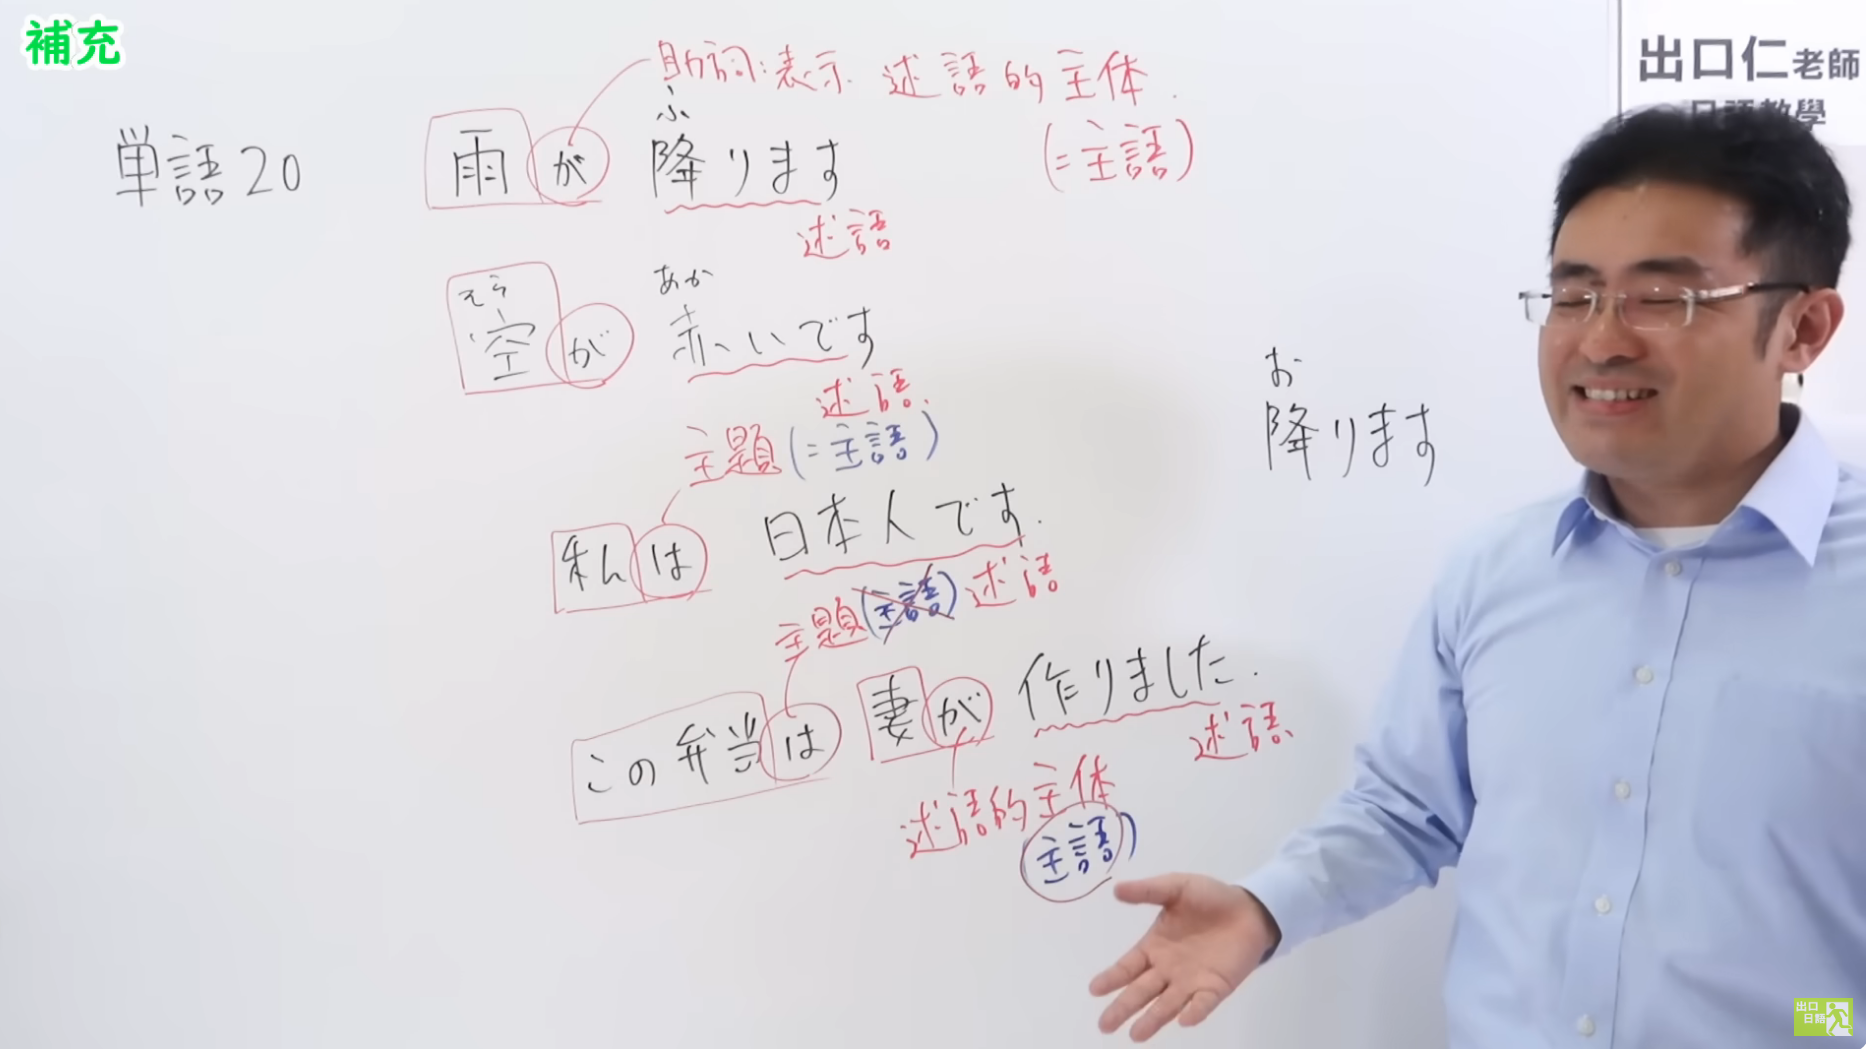 補充
出口仁老師
日語教學
助詞:表示 述語的主体
(=主語)
単語20
ふ
雨が 降ります
述語
そら あか
空が 赤いです
述語
主題(=主語)
お
降ります
私は 日本人です.
主題(主語) 述語
この弁当は 妻が 作りました.
述語
述語的主体
主語)
出口
日語